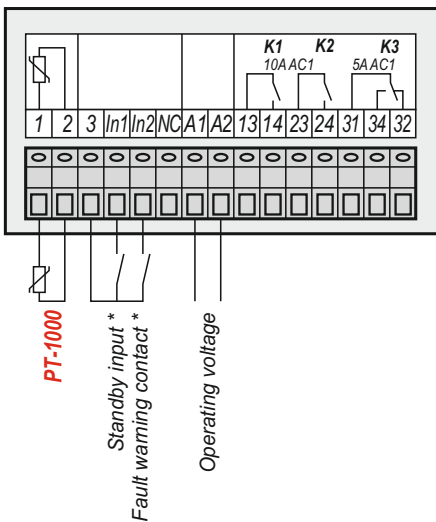 K1 K2 K3
10A AC1 5A AC1
1 2 3 In1 In2 NC A1 A2 13 14 23 24 31 34 32
PT-1000
Standby input *
Fault warning contact *
Operating voltage